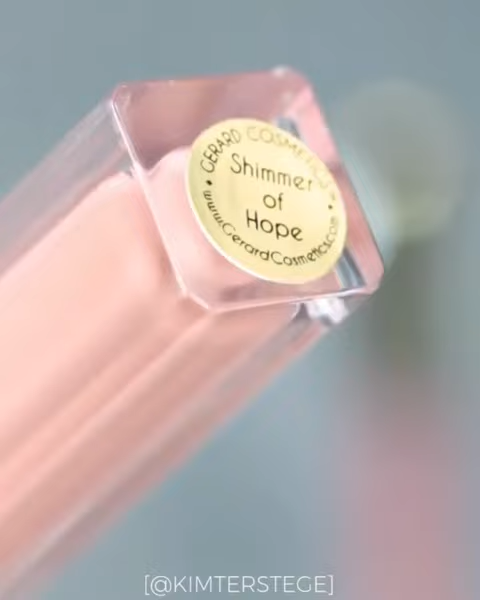 GERARD COSMETICS
Shimmer
of
Hope
www.GerardCosmetics.com
[@KIMTERSTEGE]